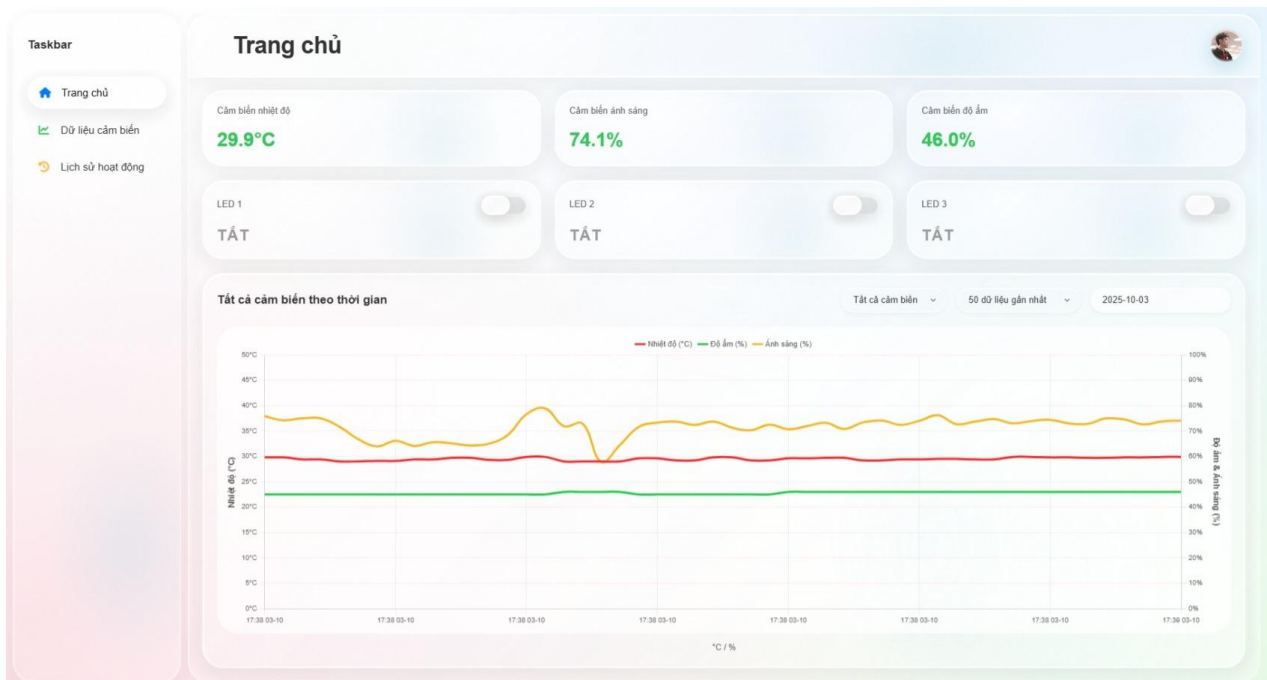 Taskbar
Trang chủ
Dữ liệu cảm biến
Lịch sử hoạt động
Trang chủ
Cảm biến nhiệt độ
29.9°C
Cảm biến ánh sáng
74.1%
Cảm biến độ ẩm
46.0%
LED 1
TẮT
LED 2
TẮT
LED 3
TẮT
Tất cả cảm biến theo thời gian
Tất cả cảm biến
50 dữ liệu gần nhất
2025-10-03
Nhiệt độ (°C) Độ ẩm (%) Ánh sáng (%)
50°C
45°C
40°C
35°C
30°C
25°C
20°C
15°C
10°C
5°C
0°C
Nhiệt độ (°C)
100%
90%
80%
70%
60%
50%
40%
30%
20%
10%
0%
Độ ẩm & Ánh sáng (%)
17:38 03-10 17:38 03-10 17:38 03-10 17:38 03-10 17:38 03-10 17:38 03-10 17:38 03-10 17:39 03-10
°C / %